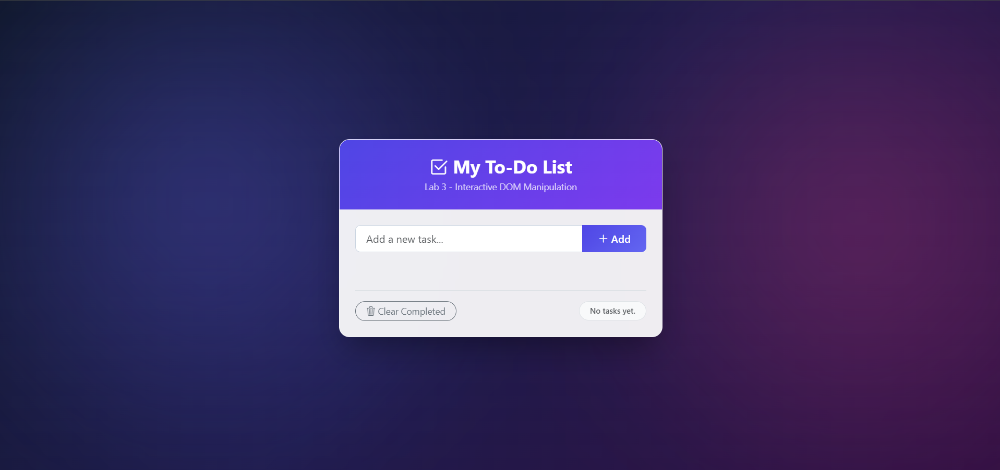 My To-Do List
Lab 3 - Interactive DOM Manipulation
Add a new task...
+ Add
Clear Completed
No tasks yet.